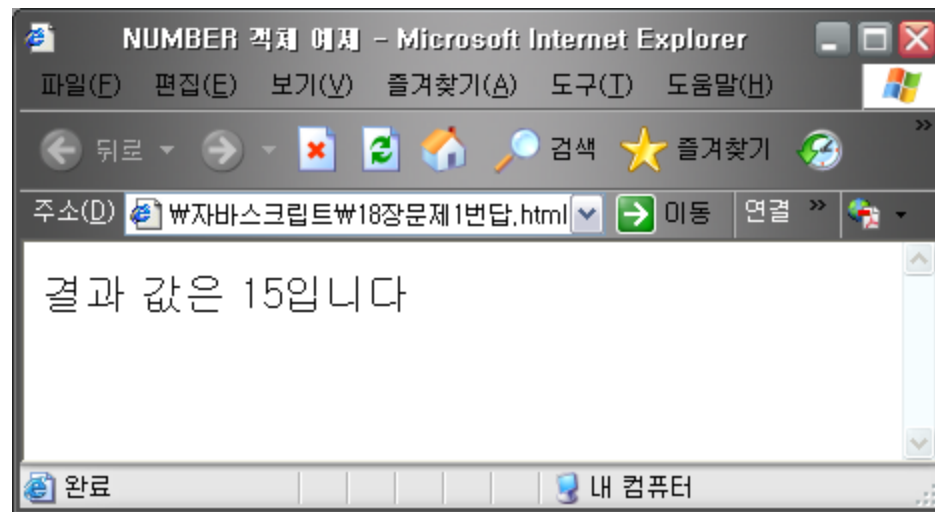 NUMBER 객체 예제 - Microsoft Internet Explorer
파일(F) 편집(E) 보기(V) 즐겨찾기(A) 도구(T) 도움말(H)
뒤로 검색 즐겨찾기 »
주소(D) ₩자바스크립트₩18장문제1번답.html 이동 연결 »
결과 값은 15입니다
완료 내 컴퓨터